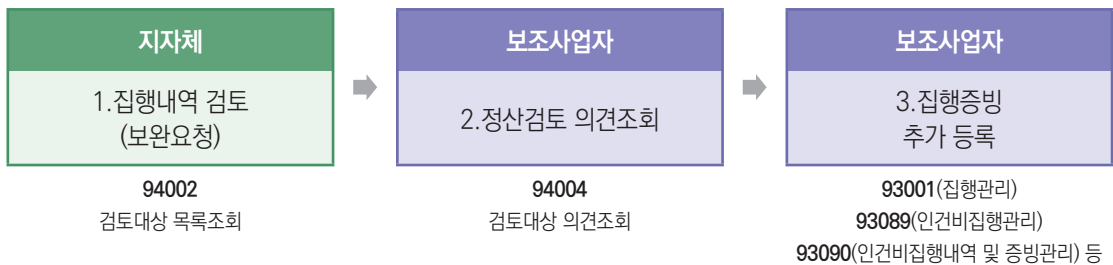 지자체
1.집행내역 검토
(보완요청)
94002
검토대상 목록조회
보조사업자
2.정산검토 의견조회
94004
검토대상 의견조회
보조사업자
3.집행증빙
추가 등록
93001(집행관리)
93089(인건비집행관리)
93090(인건비집행내역 및 증빙관리) 등